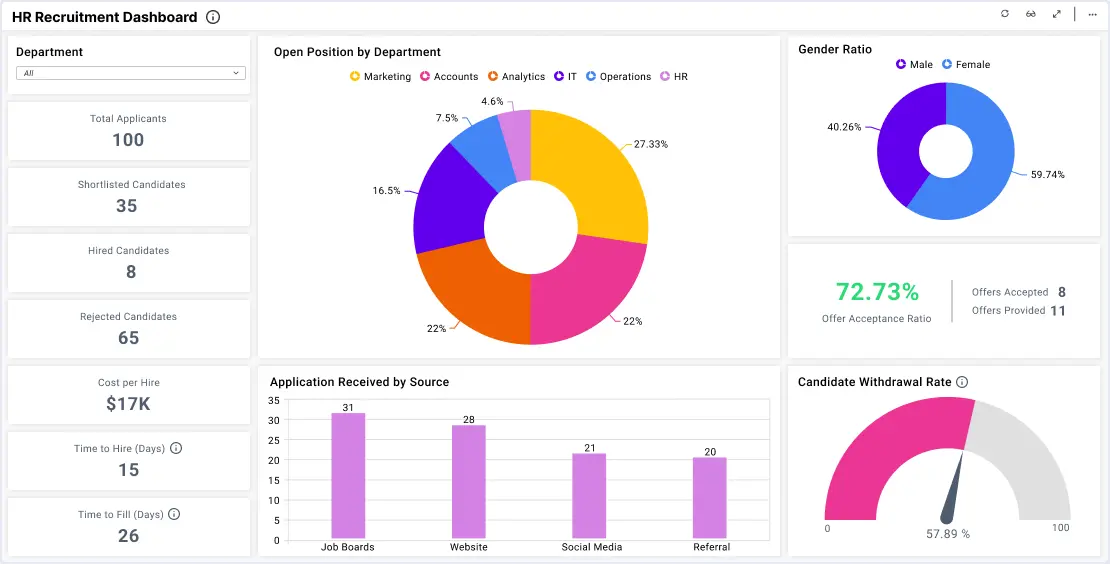 HR Recruitment Dashboard
Department
All
Total Applicants
100
Shortlisted Candidates
35
Hired Candidates
8
Rejected Candidates
65
Cost per Hire
$17K
Time to Hire (Days)
15
Time to Fill (Days)
26
Open Position by Department
Marketing Accounts Analytics IT Operations HR
4.6%
7.5%
27.33%
16.5%
22%
22%
Application Received by Source
35
30
25
20
15
10
5
0
31
28
21
20
Job Boards Website Social Media Referral
Gender Ratio
Male Female
40.26%
59.74%
72.73%
Offer Acceptance Ratio
Offers Accepted 8
Offers Provided 11
Candidate Withdrawal Rate
0
100
57.89 %